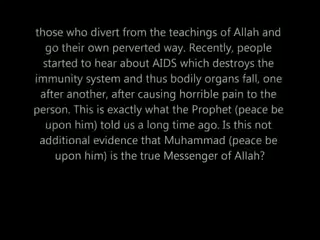 those who divert from the teachings of Allah and
go their own perverted way. Recently, people
started to hear about AIDS which destroys the
immunity system and thus bodily organs fall, one
after another, after causing horrible pain to the
person. This is exactly what the Prophet (peace be
upon him) told us a long time ago. Is this not
additional evidence that Muhammad (peace be
upon him) is the true Messenger of Allah?